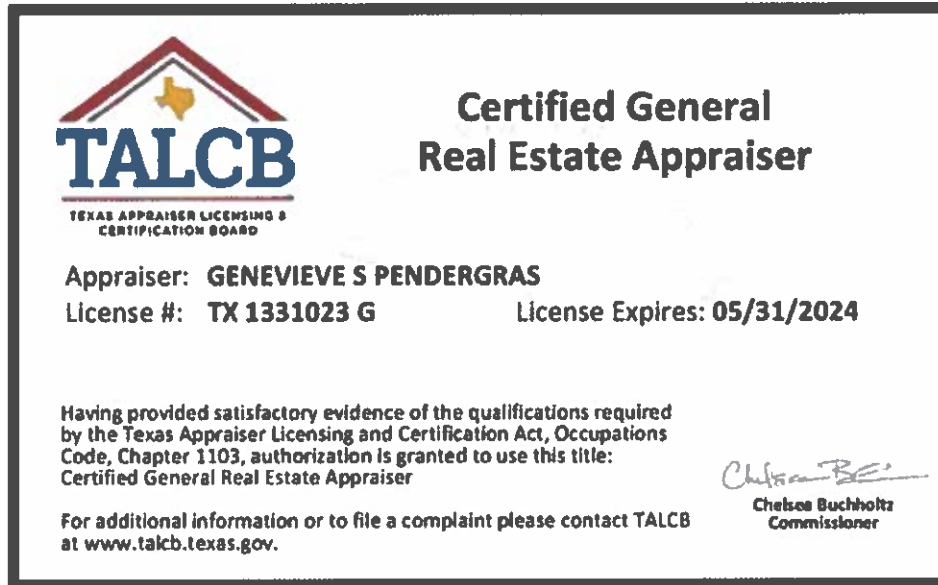 TALCB
TEXAS APPRAISER LICENSING &
CERTIFICATION BOARD
Certified General
Real Estate Appraiser
Appraiser: GENEVIEVE S PENDERGRAS
License #: TX 1331023 G License Expires: 05/31/2024
Having provided satisfactory evidence of the qualifications required
by the Texas Appraiser Licensing and Certification Act, Occupations
Code, Chapter 1103, authorization is granted to use this title:
Certified General Real Estate Appraiser
For additional information or to file a complaint please contact TALCB
at www.talcb.texas.gov.
Chelsea Buchholtz
Commissioner